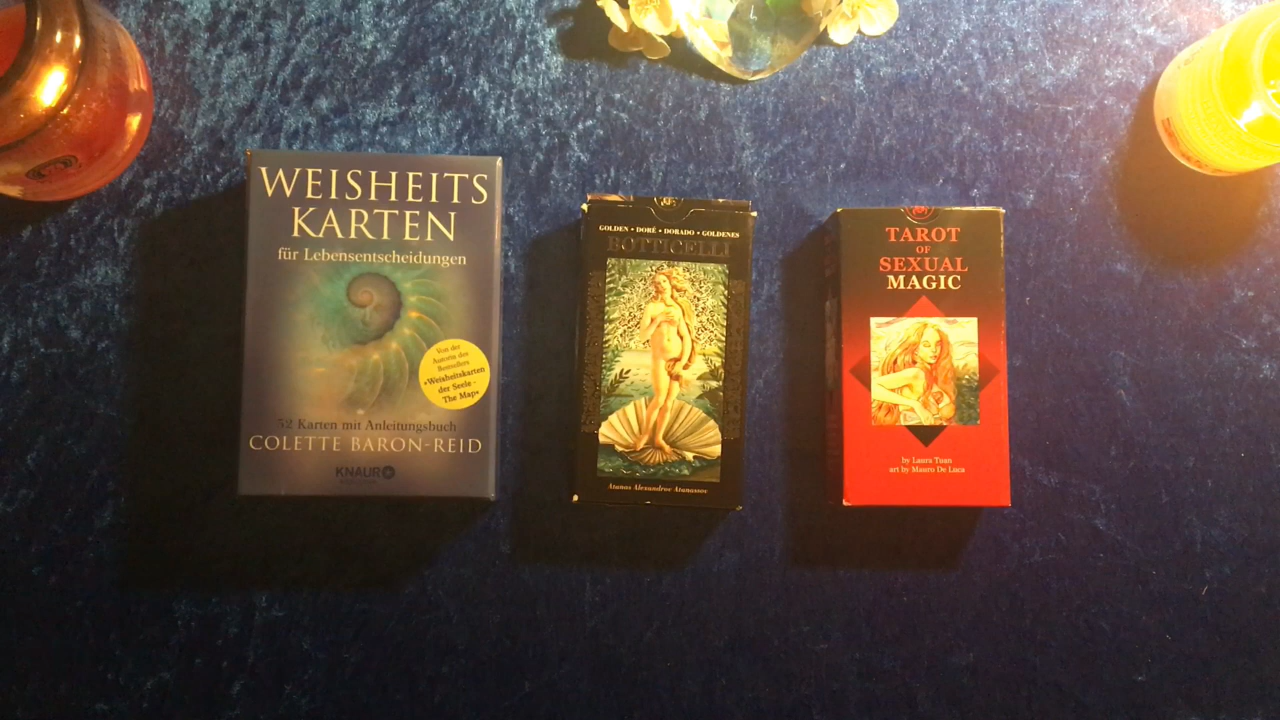 WEISHEITS
KARTEN
für Lebensentscheidungen
Von der
Autorin des
Bestsellers
»Weisheitskarten
der Seele -
The Map«
52 Karten mit Anleitungsbuch
COLETTE BARON-REID
KNAUR
GOLDEN • DORÉ • DORADO • GOLDENES
BOTTICELLI
Atanas Alexandrov Atanassov
TAROT
OF
SEXUAL
MAGIC
by Laura Tuan
art by Mauro De Luca